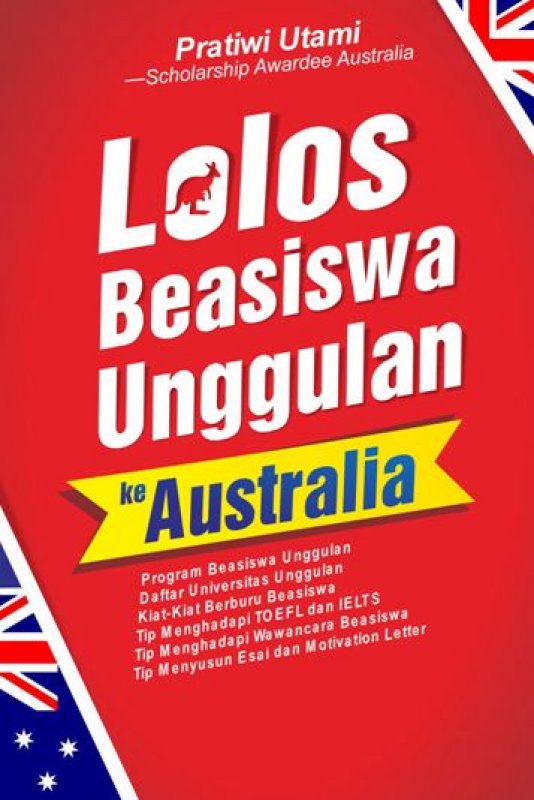 Pratiwi Utami
—Scholarship Awardee Australia
Lolos
Beasiswa
Unggulan
ke Australia
Program Beasiswa Unggulan
Daftar Universitas Unggulan
Kiat-Kiat Berburu Beasiswa
Tip Menghadapi TOEFL dan IELTS
Tip Menghadapi Wawancara Beasiswa
Tip Menyusun Esai dan Motivation Letter